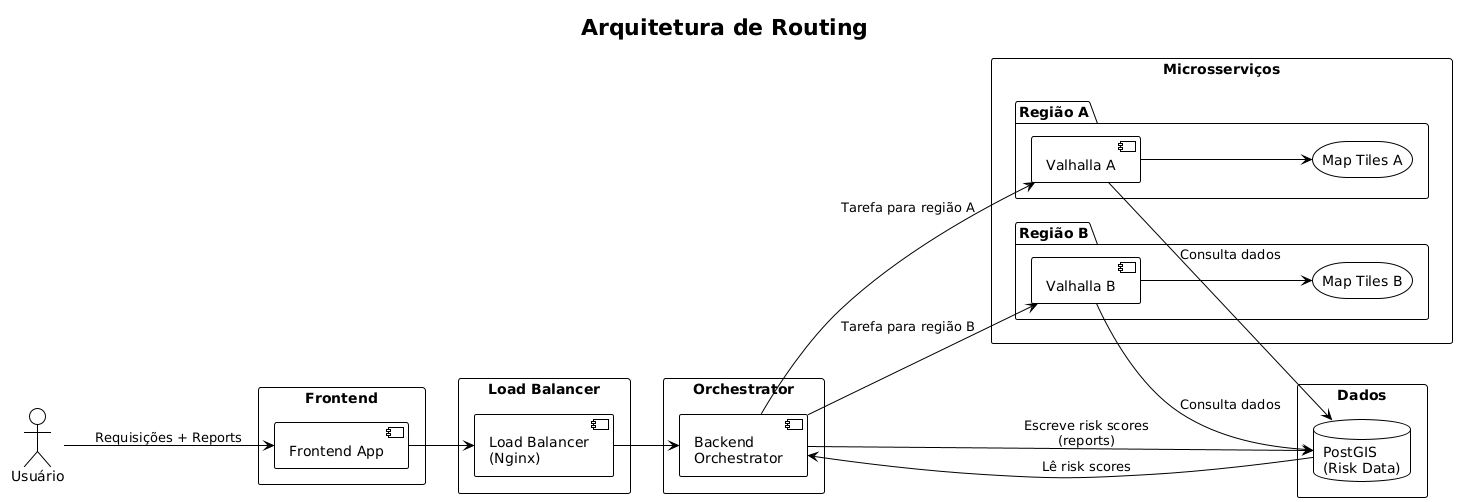 Arquitetura de Routing
Microsserviços
Região A
Valhalla A
Map Tiles A
Tarefa para região A
Região B
Consulta dados
Valhalla B
Map Tiles B
Tarefa para região B
Frontend
Load Balancer
Orchestrator
Dados
Consulta dados
Requisições + Reports
Frontend App
Load Balancer
(Nginx)
Backend
Orchestrator
Escreve risk scores
(reports)
Lê risk scores
PostGIS
(Risk Data)
Usuário